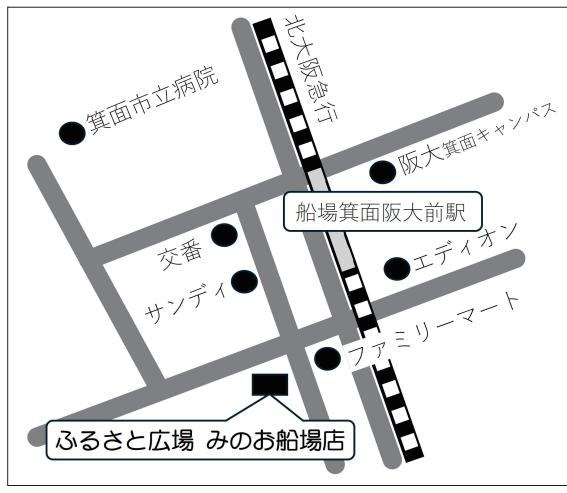 北大阪急行
箕面市立病院
阪大箕面キャンパス
船場箕面阪大前駅
交番
エディオン
サンディ
ファミリーマート
ふるさと広場 みのお船場店